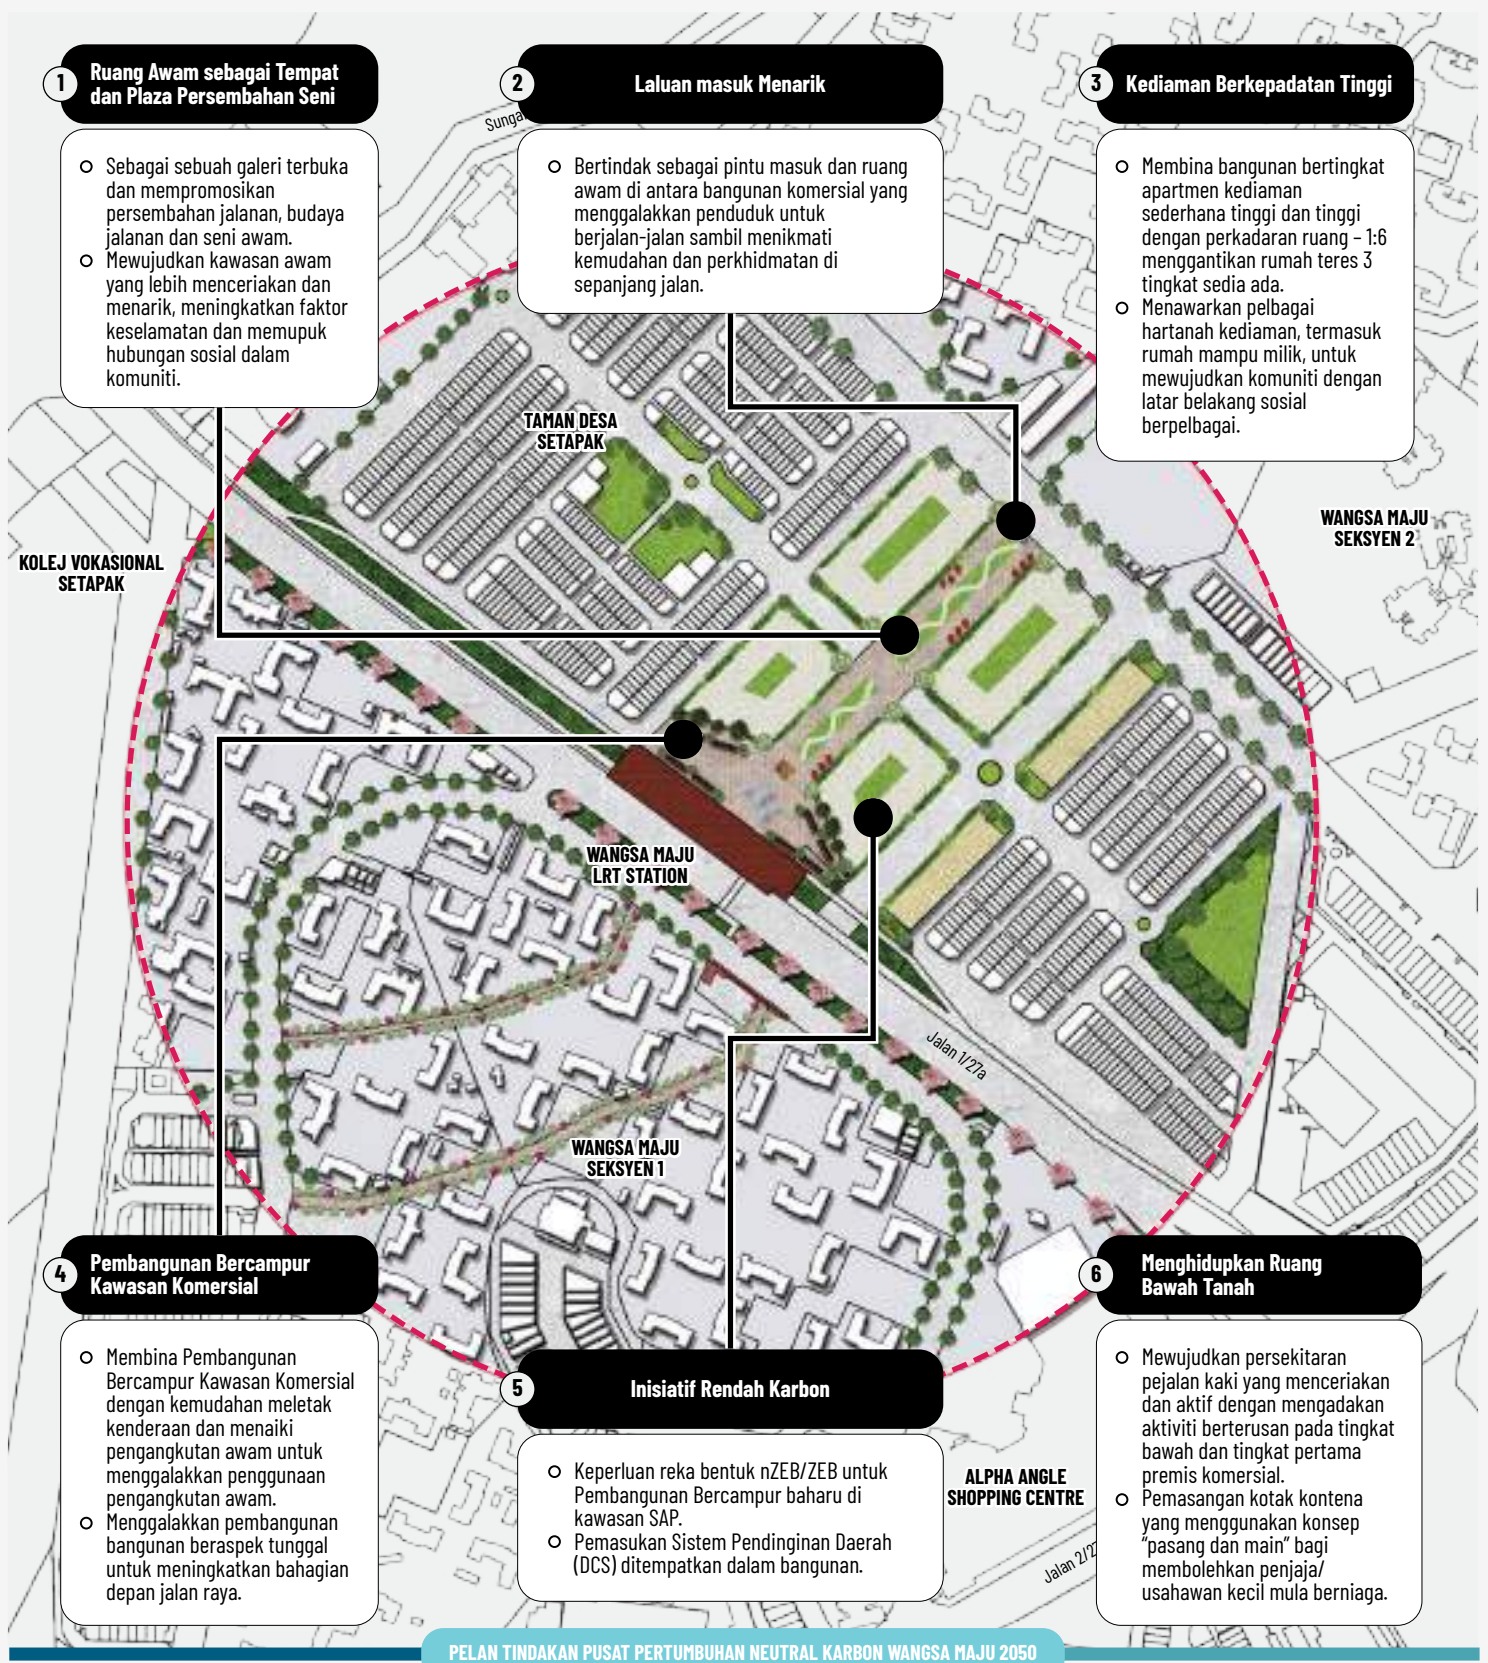 1
Ruang Awam sebagai Tempat
dan Plaza Persembahan Seni
Sebagai sebuah galeri terbuka
dan mempromosikan
persembahan jalanan, budaya
jalanan dan seni awam.
Mewujudkan kawasan awam
yang lebih menceriakan dan
menarik, meningkatkan faktor
keselamatan dan memupuk
hubungan sosial dalam
komuniti.
2
Laluan masuk Menarik
Bertindak sebagai pintu masuk dan ruang
awam di antara bangunan komersial yang
menggalakkan penduduk untuk
berjalan-jalan sambil menikmati
kemudahan dan perkhidmatan di
sepanjang jalan.
3
Kediaman Berkepadatan Tinggi
Membina bangunan bertingkat
apartmen kediaman
sederhana tinggi dan tinggi
dengan perkadaran ruang – 1:6
menggantikan rumah teres 3
tingkat sedia ada.
Menawarkan pelbagai
hartanah kediaman, termasuk
rumah mampu milik, untuk
mewujudkan komuniti dengan
latar belakang sosial
berpelbagai.
TAMAN DESA
SETAPAK
KOLEJ VOKASIONAL
SETAPAK
WANGSA MAJU
SEKSYEN 2
WANGSA MAJU
LRT STATION
Jalan 1/27a
WANGSA MAJU
SEKSYEN 1
4
Pembangunan Bercampur
Kawasan Komersial
Membina Pembangunan
Bercampur Kawasan Komersial
dengan kemudahan meletak
kenderaan dan menaiki
pengangkutan awam untuk
menggalakkan penggunaan
pengangkutan awam.
Menggalakkan pembangunan
bangunan beraspek tunggal
untuk meningkatkan bahagian
depan jalan raya.
5
Inisiatif Rendah Karbon
Keperluan reka bentuk nZEB/ZEB untuk
Pembangunan Bercampur baharu di
kawasan SAP.
Pemasukan Sistem Pendinginan Daerah
(DCS) ditempatkan dalam bangunan.
ALPHA ANGLE
SHOPPING CENTRE
Jalan 2/27
6
Menghidupkan Ruang
Bawah Tanah
Mewujudkan persekitaran
pejalan kaki yang menceriakan
dan aktif dengan mengadakan
aktiviti berterusan pada tingkat
bawah dan tingkat pertama
premis komersial.
Pemasangan kotak kontena
yang menggunakan konsep
“pasang dan main” bagi
membolehkan penjaja/
usahawan kecil mula berniaga.
PELAN TINDAKAN PUSAT PERTUMBUHAN NEUTRAL KARBON WANGSA MAJU 2050